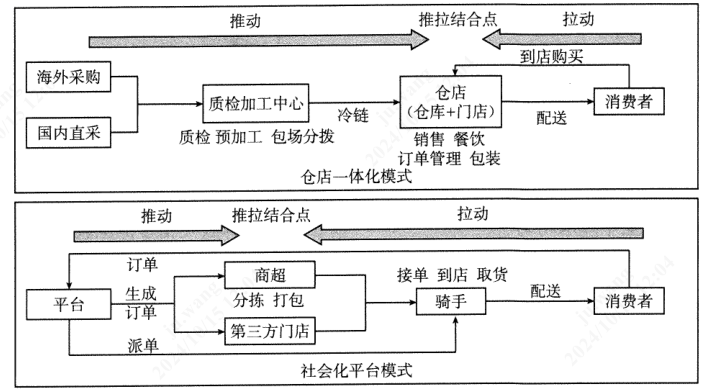 推动 推拉结合点 拉动
到店购买
海外采购
国内直采
质检加工中心
质检 预加工 包场分拨
冷链
仓店
(仓库+门店)
销售 餐饮
订单管理 包装
配送
消费者
仓店一体化模式
推动 推拉结合点 拉动
订单
平台
生成
订单
派单
商超
分拣 打包
第三方门店
接单 到店 取货
骑手
配送
消费者
社会化平台模式